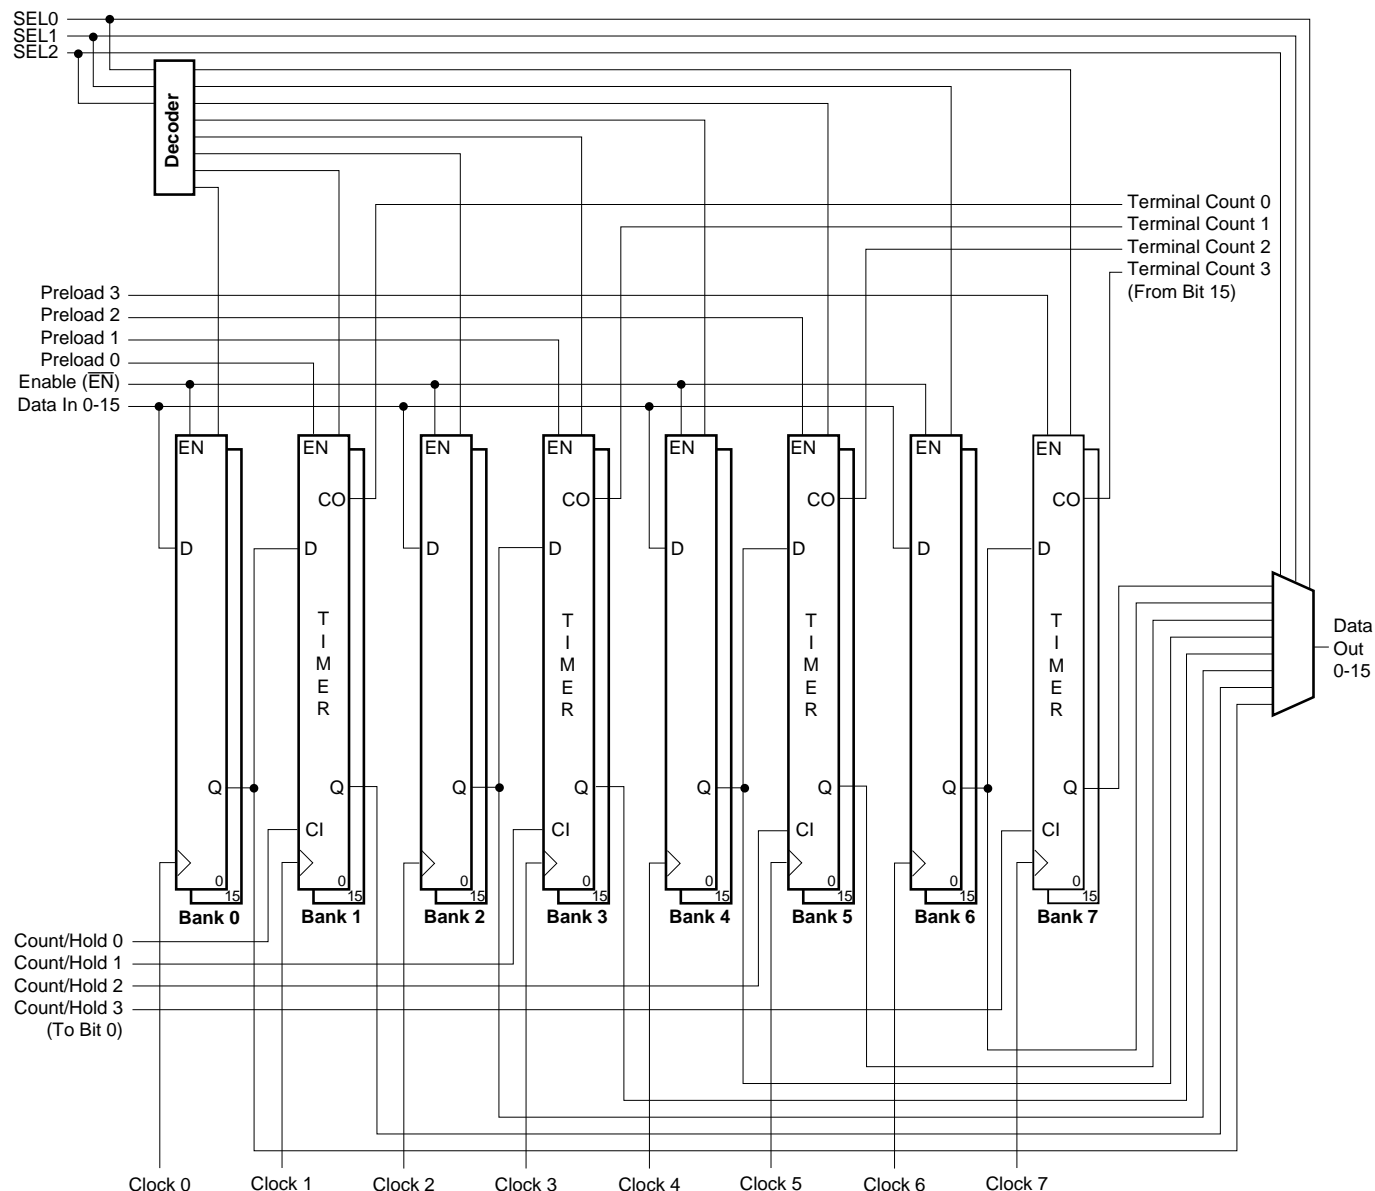 SEL0
SEL1
SEL2
Decoder
Terminal Count 0
Terminal Count 1
Terminal Count 2
Terminal Count 3
(From Bit 15)
Preload 3
Preload 2
Preload 1
Preload 0
Enable (E̅N̅)
Data In 0-15
EN EN EN EN EN EN EN EN
CO CO CO CO
D D D D D D D D
TIMER TIMER TIMER TIMER
Data
Out
0-15
Q Q Q Q Q Q Q Q
CI CI CI CI
0 0 0 0 0 0 0 0
15 15 15 15 15 15 15 15
Bank 0 Bank 1 Bank 2 Bank 3 Bank 4 Bank 5 Bank 6 Bank 7
Count/Hold 0
Count/Hold 1
Count/Hold 2
Count/Hold 3
(To Bit 0)
Clock 0 Clock 1 Clock 2 Clock 3 Clock 4 Clock 5 Clock 6 Clock 7